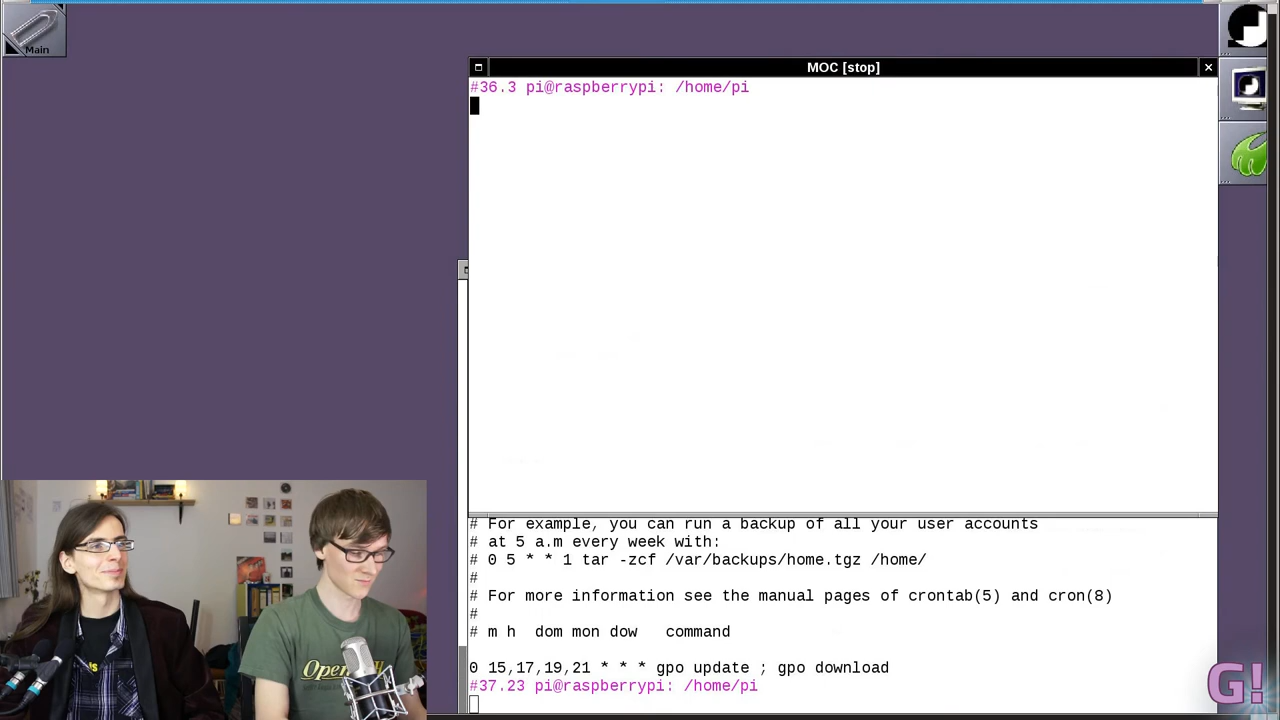 Main
MOC [stop]
#36.3 pi@raspberrypi: /home/pi
# For example, you can run a backup of all your user accounts
# at 5 a.m every week with:
# 0 5 * * 1 tar -zcf /var/backups/home.tgz /home/
#
# For more information see the manual pages of crontab(5) and cron(8)
#
# m h  dom mon dow   command
0 15,17,19,21 * * * gpo update ; gpo download
#37.23 pi@raspberrypi: /home/pi
G!